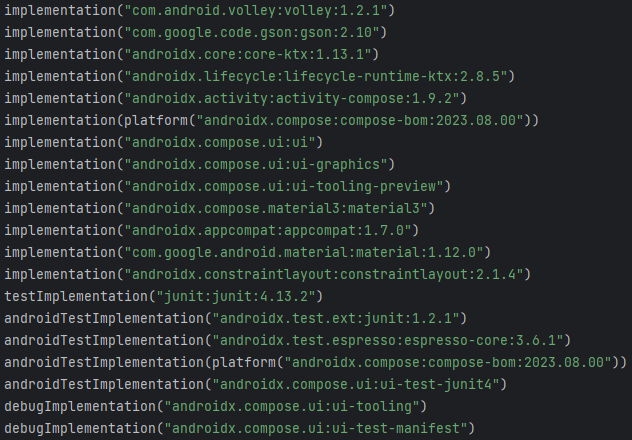 implementation("com.android.volley:volley:1.2.1")
implementation("com.google.code.gson:gson:2.10")
implementation("androidx.core:core-ktx:1.13.1")
implementation("androidx.lifecycle:lifecycle-runtime-ktx:2.8.5")
implementation("androidx.activity:activity-compose:1.9.2")
implementation(platform("androidx.compose:compose-bom:2023.08.00"))
implementation("androidx.compose.ui:ui")
implementation("androidx.compose.ui:ui-graphics")
implementation("androidx.compose.ui:ui-tooling-preview")
implementation("androidx.compose.material3:material3")
implementation("androidx.appcompat:appcompat:1.7.0")
implementation("com.google.android.material:material:1.12.0")
implementation("androidx.constraintlayout:constraintlayout:2.1.4")
testImplementation("junit:junit:4.13.2")
androidTestImplementation("androidx.test.ext:junit:1.2.1")
androidTestImplementation("androidx.test.espresso:espresso-core:3.6.1")
androidTestImplementation(platform("androidx.compose:compose-bom:2023.08.00"))
androidTestImplementation("androidx.compose.ui:ui-test-junit4")
debugImplementation("androidx.compose.ui:ui-tooling")
debugImplementation("androidx.compose.ui:ui-test-manifest")